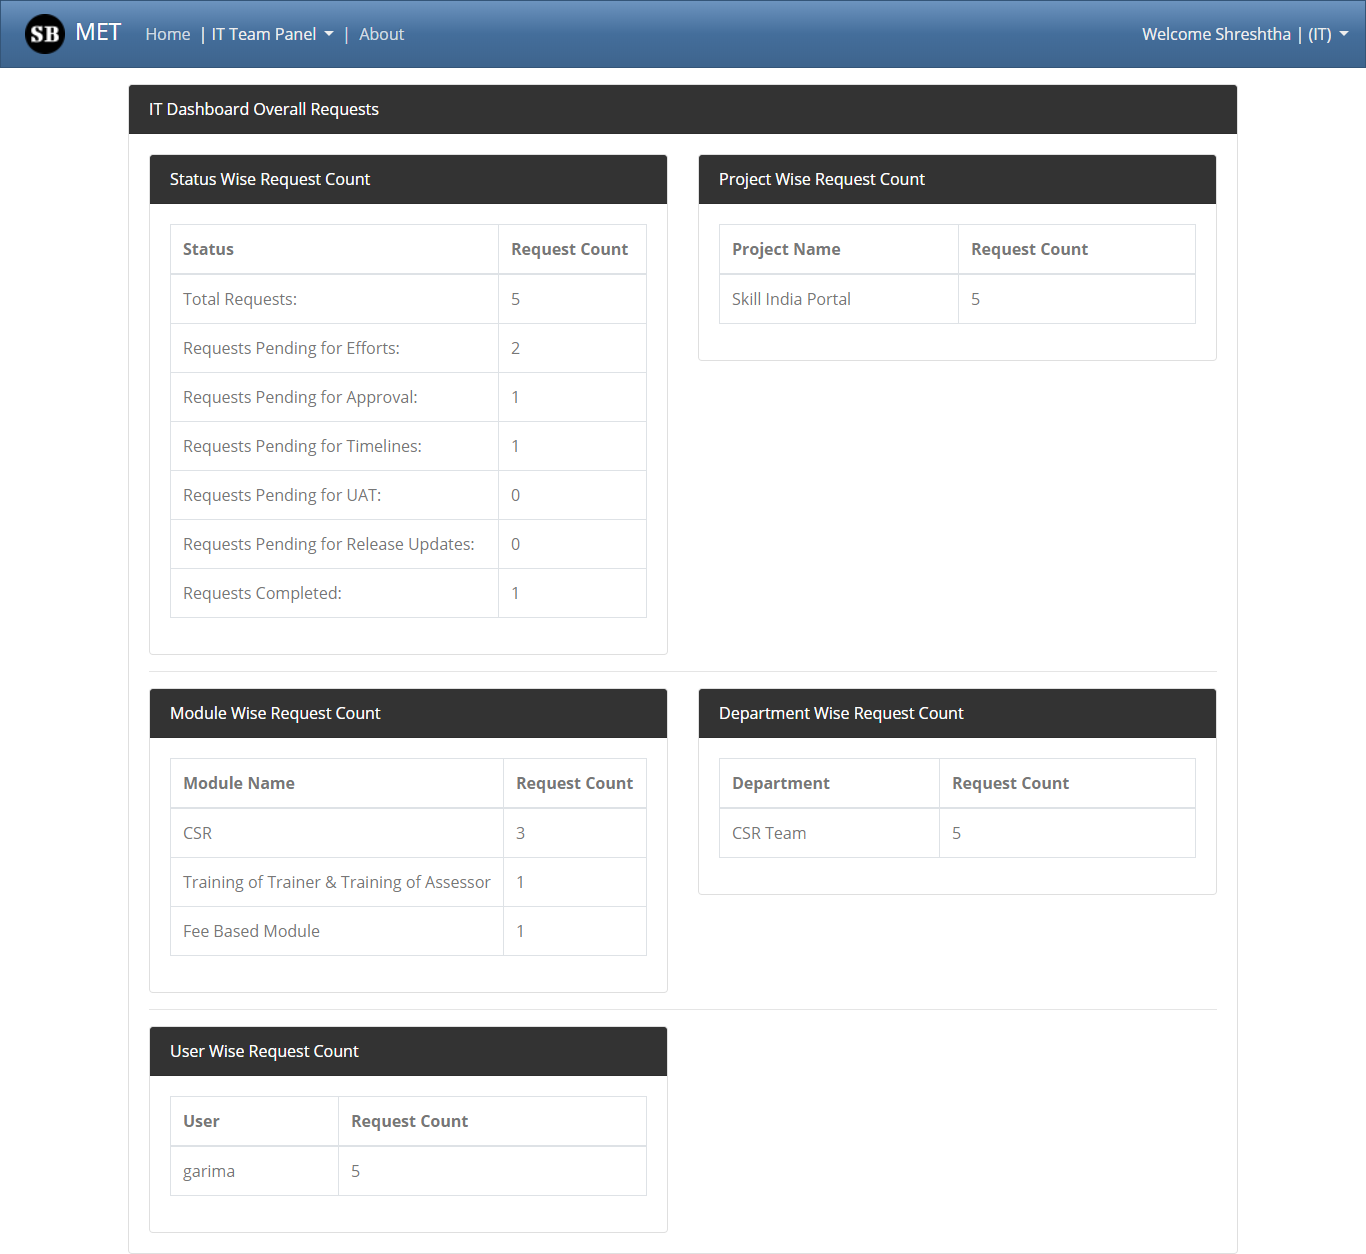 SB MET Home | IT Team Panel | About Welcome Shreshtha | (IT)
IT Dashboard Overall Requests
Status Wise Request Count
Status Request Count
Total Requests: 5
Requests Pending for Efforts: 2
Requests Pending for Approval: 1
Requests Pending for Timelines: 1
Requests Pending for UAT: 0
Requests Pending for Release Updates: 0
Requests Completed: 1
Project Wise Request Count
Project Name Request Count
Skill India Portal 5
Module Wise Request Count
Module Name Request Count
CSR 3
Training of Trainer & Training of Assessor 1
Fee Based Module 1
Department Wise Request Count
Department Request Count
CSR Team 5
User Wise Request Count
User Request Count
garima 5